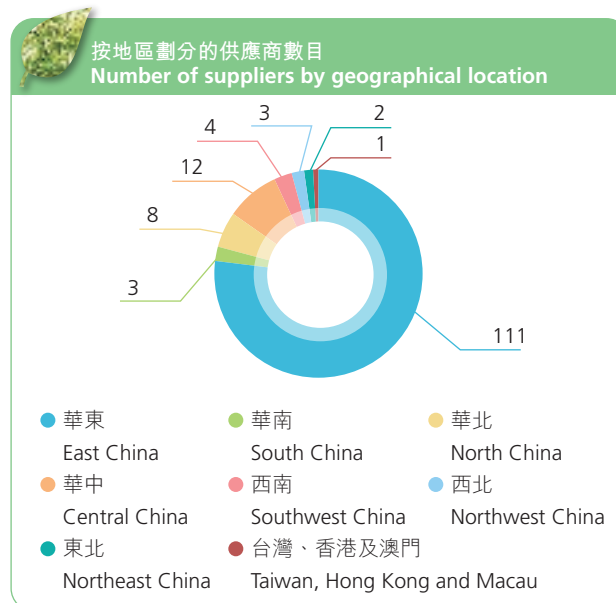 按地區劃分的供應商數目
Number of suppliers by geographical location
3
2
4
1
12
8
3
111
華東
East China
華南
South China
華北
North China
華中
Central China
西南
Southwest China
西北
Northwest China
東北
Northeast China
台灣、香港及澳門
Taiwan, Hong Kong and Macau